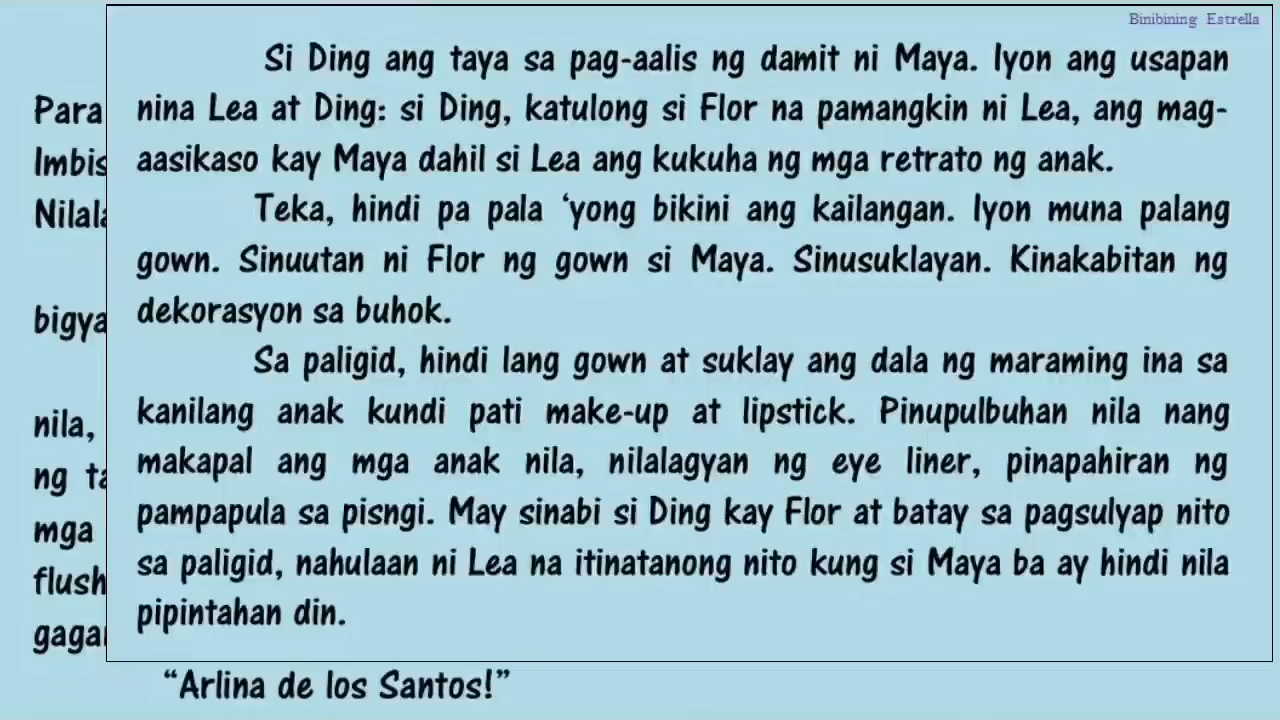 Binibining Estrella
Si Ding ang taya sa pag-aalis ng damit ni Maya. Iyon ang usapan
nina Lea at Ding: si Ding, katulong si Flor na pamangkin ni Lea, ang mag-
aasikaso kay Maya dahil si Lea ang kukuha ng mga retrato ng anak.
Teka, hindi pa pala ‘yong bikini ang kailangan. Iyon muna palang
gown. Sinuutan ni Flor ng gown si Maya. Sinusuklayan. Kinakabitan ng
dekorasyon sa buhok.
Sa paligid, hindi lang gown at suklay ang dala ng maraming ina sa
kanilang anak kundi pati make-up at lipstick. Pinupulbuhan nila nang
makapal ang mga anak nila, nilalagyan ng eye liner, pinapahiran ng
pampapula sa pisngi. May sinabi si Ding kay Flor at batay sa pagsulyap nito
sa paligid, nahulaan ni Lea na itinatanong nito kung si Maya ba ay hindi nila
pipintahan din.
Para
nila,
ng
mga
“Arlina de los Santos!”